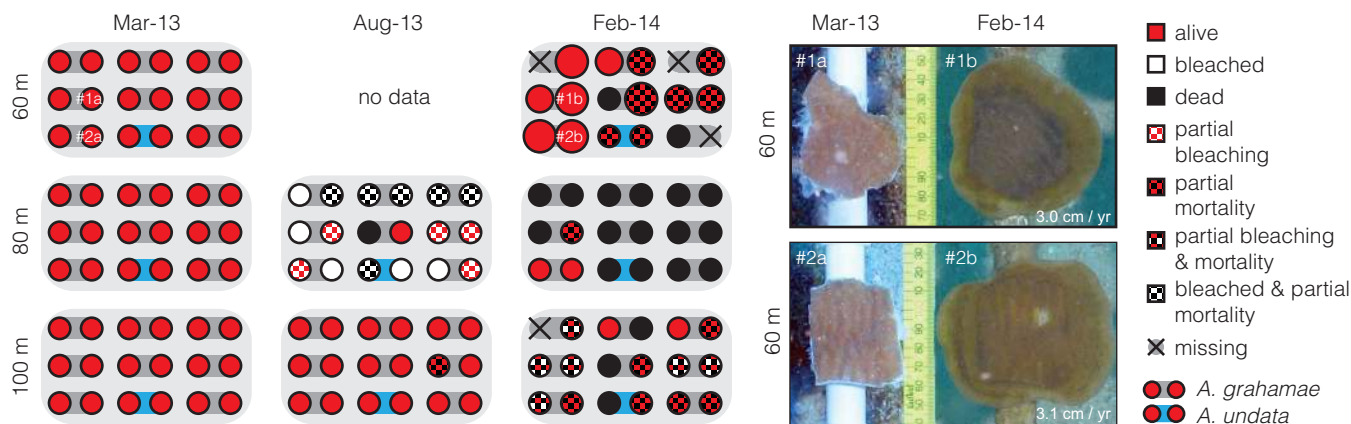 Mar-13
Aug-13
Feb-14
Mar-13
Feb-14
60 m
#1a
#2a
no data
#1b
#2b
80 m
100 m
60 m
#1a
#1b
3.0 cm / yr
60 m
#2a
#2b
3.1 cm / yr
alive
bleached
dead
partial
bleaching
partial
mortality
partial bleaching
& mortality
bleached & partial
mortality
missing
A. grahamae
A. undata